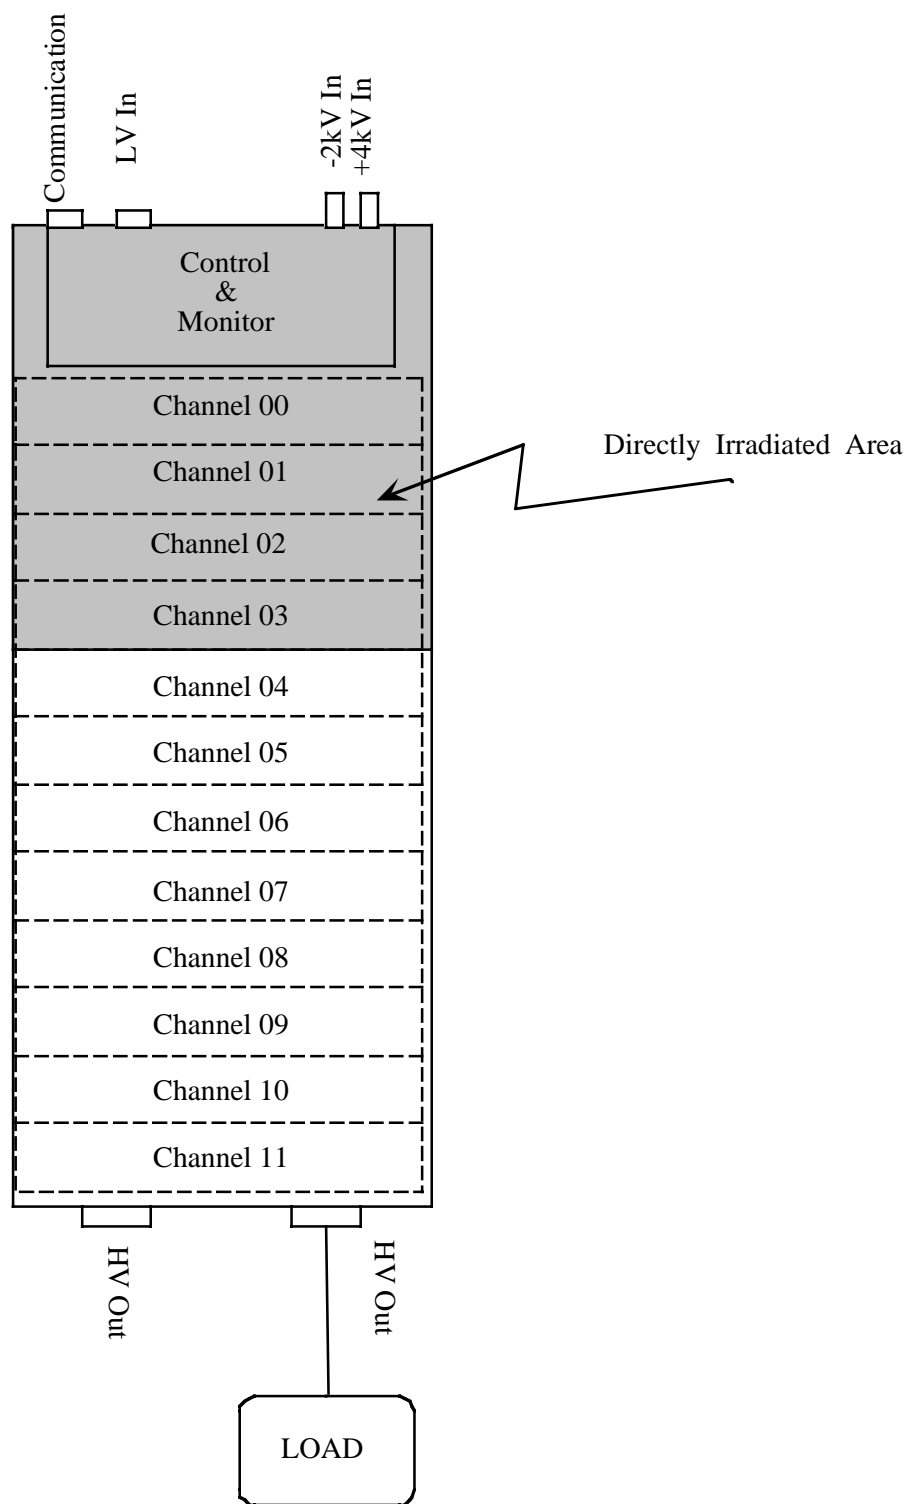 Communication
LV In
-2kV In
+4kV In
Control
&
Monitor
Channel 00
Directly Irradiated Area
Channel 01
Channel 02
Channel 03
Channel 04
Channel 05
Channel 06
Channel 07
Channel 08
Channel 09
Channel 10
Channel 11
HV Out
HV Out
LOAD